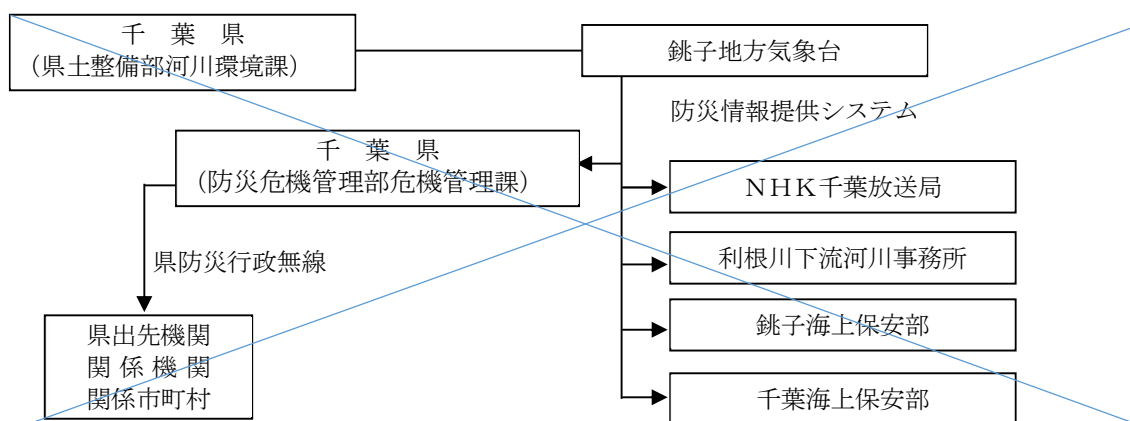 千　葉　県
（県土整備部河川環境課）
銚子地方気象台
防災情報提供システム
千　葉　県
（防災危機管理部危機管理課）
ＮＨＫ千葉放送局
県防災行政無線
利根川下流河川事務所
県出先機関
関 係 機 関
関係市町村
銚子海上保安部
千葉海上保安部